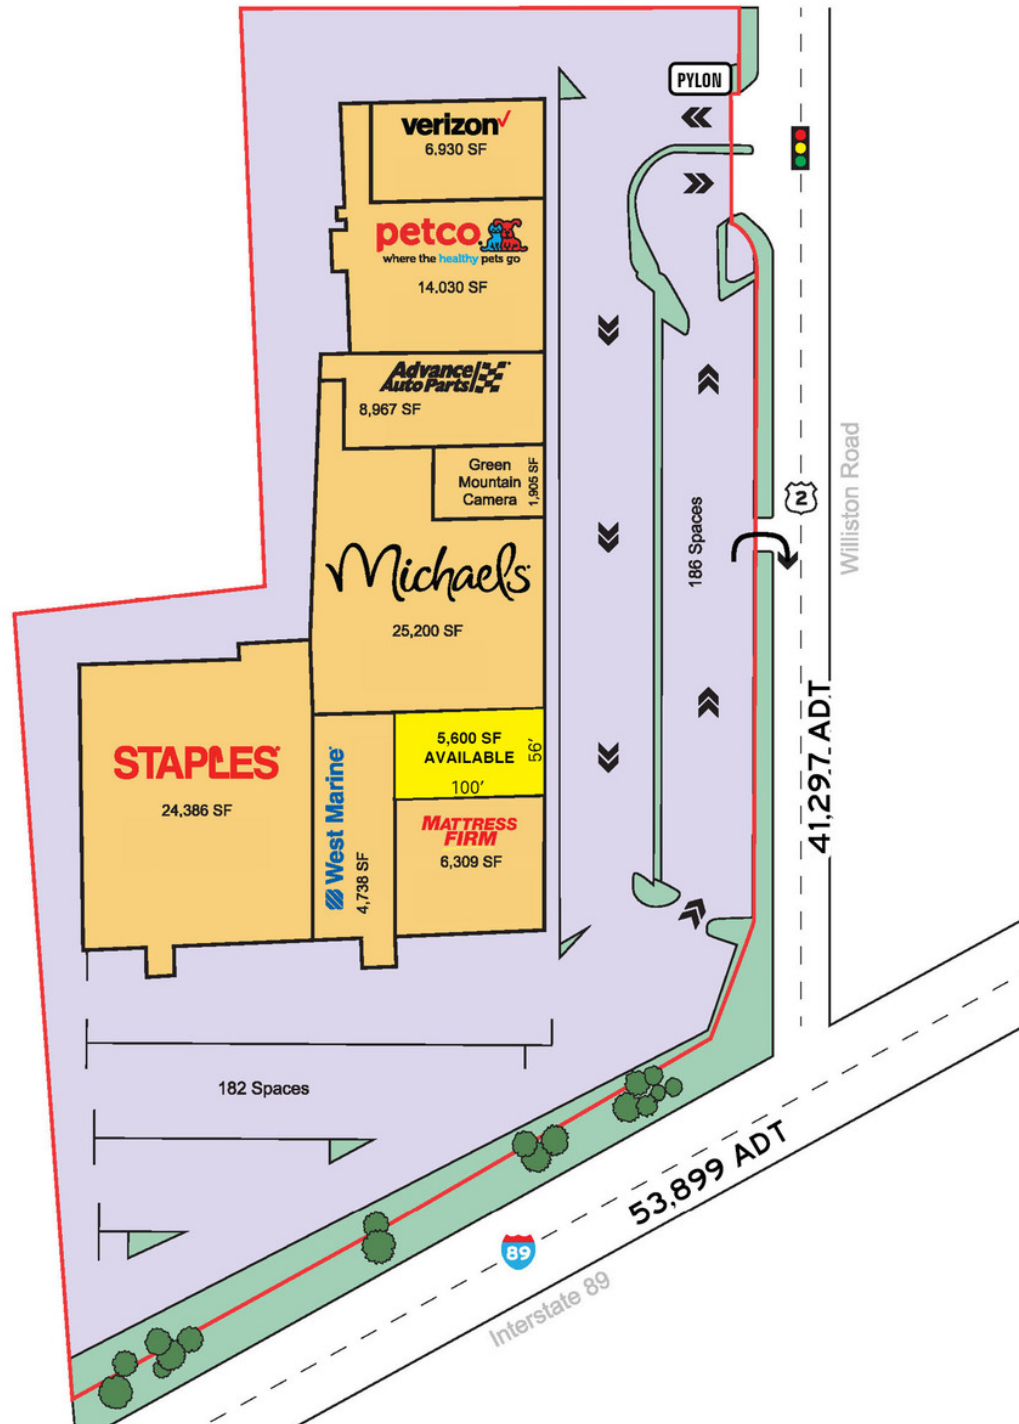 PYLON
verizon
6,930 SF
petco
where the healthy pets go
14.030 SF
Advance
Auto Parts
8,967 SF
Green
Mountain
Camera
1,905 SF
Michaels
25,200 SF
186 Spaces
2
Williston Road
41,297 ADT
STAPLES
24,386 SF
West Marine
4,738 SF
5,600 SF
AVAILABLE
56'
100'
MATTRESS
FIRM
6,309 SF
182 Spaces
53,899 ADT
89
Interstate 89